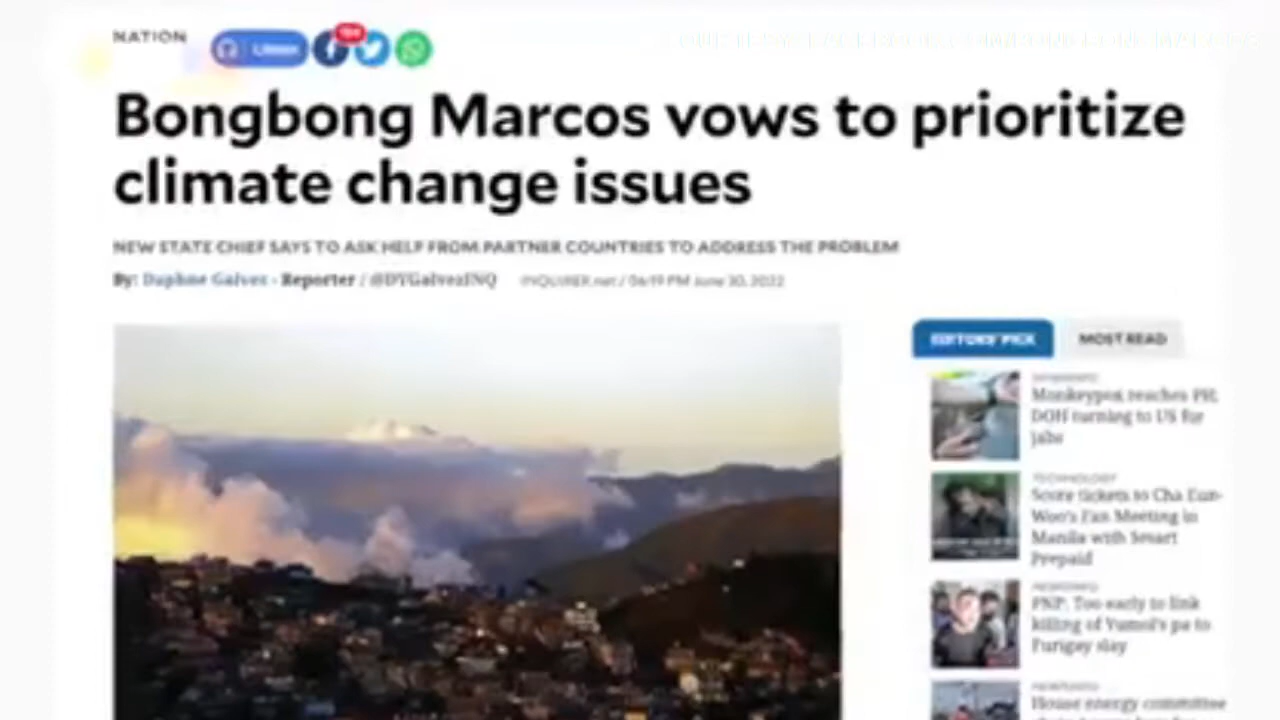 NATION
Listen
Bongbong Marcos vows to prioritize
climate change issues
NEW STATE CHIEF SAYS TO ASK HELP FROM PARTNER COUNTRIES TO ADDRESS THE PROBLEM
By: Daphne Galvez - Reporter / @DYGalvezINQ
INQUIRER.net / 06:19 PM June 30, 2022
EDITORS' PICK
MOST READ
Monkeypox reaches PH,
DOH turning to US for
jabs
TECHNOLOGY
Score tickets to Cha Eun-
Woo's Fan Meeting in
Manila with Smart
Prepaid
PNP: Too early to link
killing of Yumol's pa to
Furigay slay
House energy committee